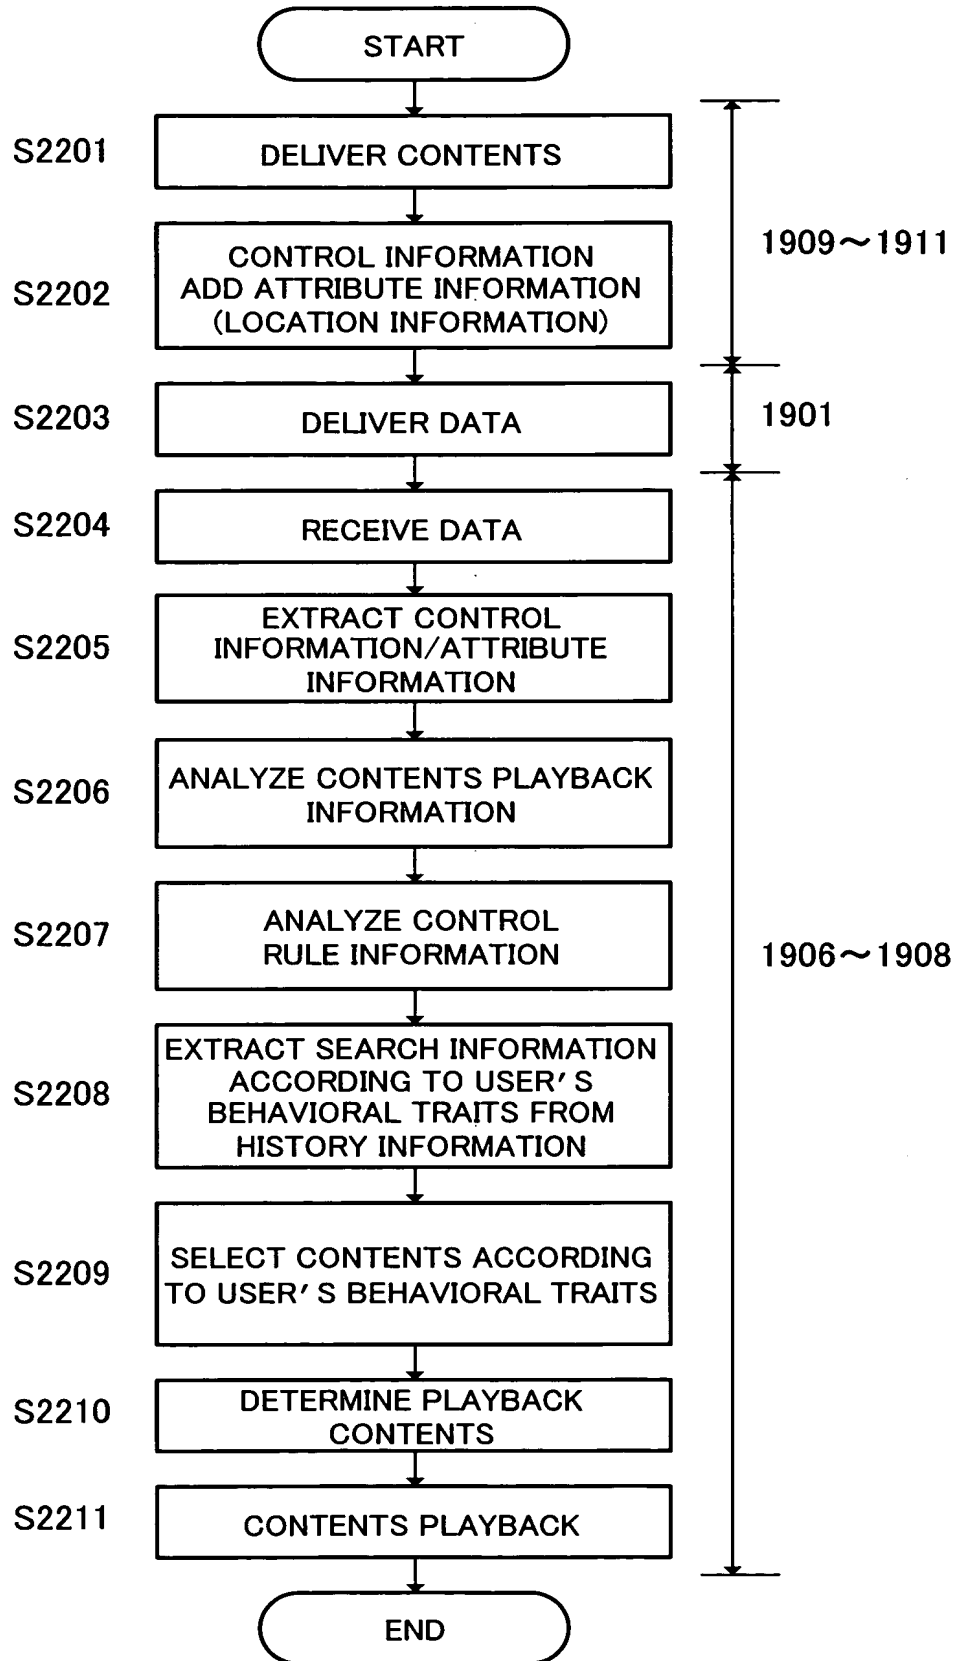 START
S2201
DELIVER CONTENTS
S2202
CONTROL INFORMATION
ADD ATTRIBUTE INFORMATION
(LOCATION INFORMATION)
1909～1911
S2203
DELIVER DATA
1901
S2204
RECEIVE DATA
S2205
EXTRACT CONTROL
INFORMATION/ATTRIBUTE
INFORMATION
S2206
ANALYZE CONTENTS PLAYBACK
INFORMATION
S2207
ANALYZE CONTROL
RULE INFORMATION
1906～1908
S2208
EXTRACT SEARCH INFORMATION
ACCORDING TO USER'S
BEHAVIORAL TRAITS FROM
HISTORY INFORMATION
S2209
SELECT CONTENTS ACCORDING
TO USER'S BEHAVIORAL TRAITS
S2210
DETERMINE PLAYBACK
CONTENTS
S2211
CONTENTS PLAYBACK
END